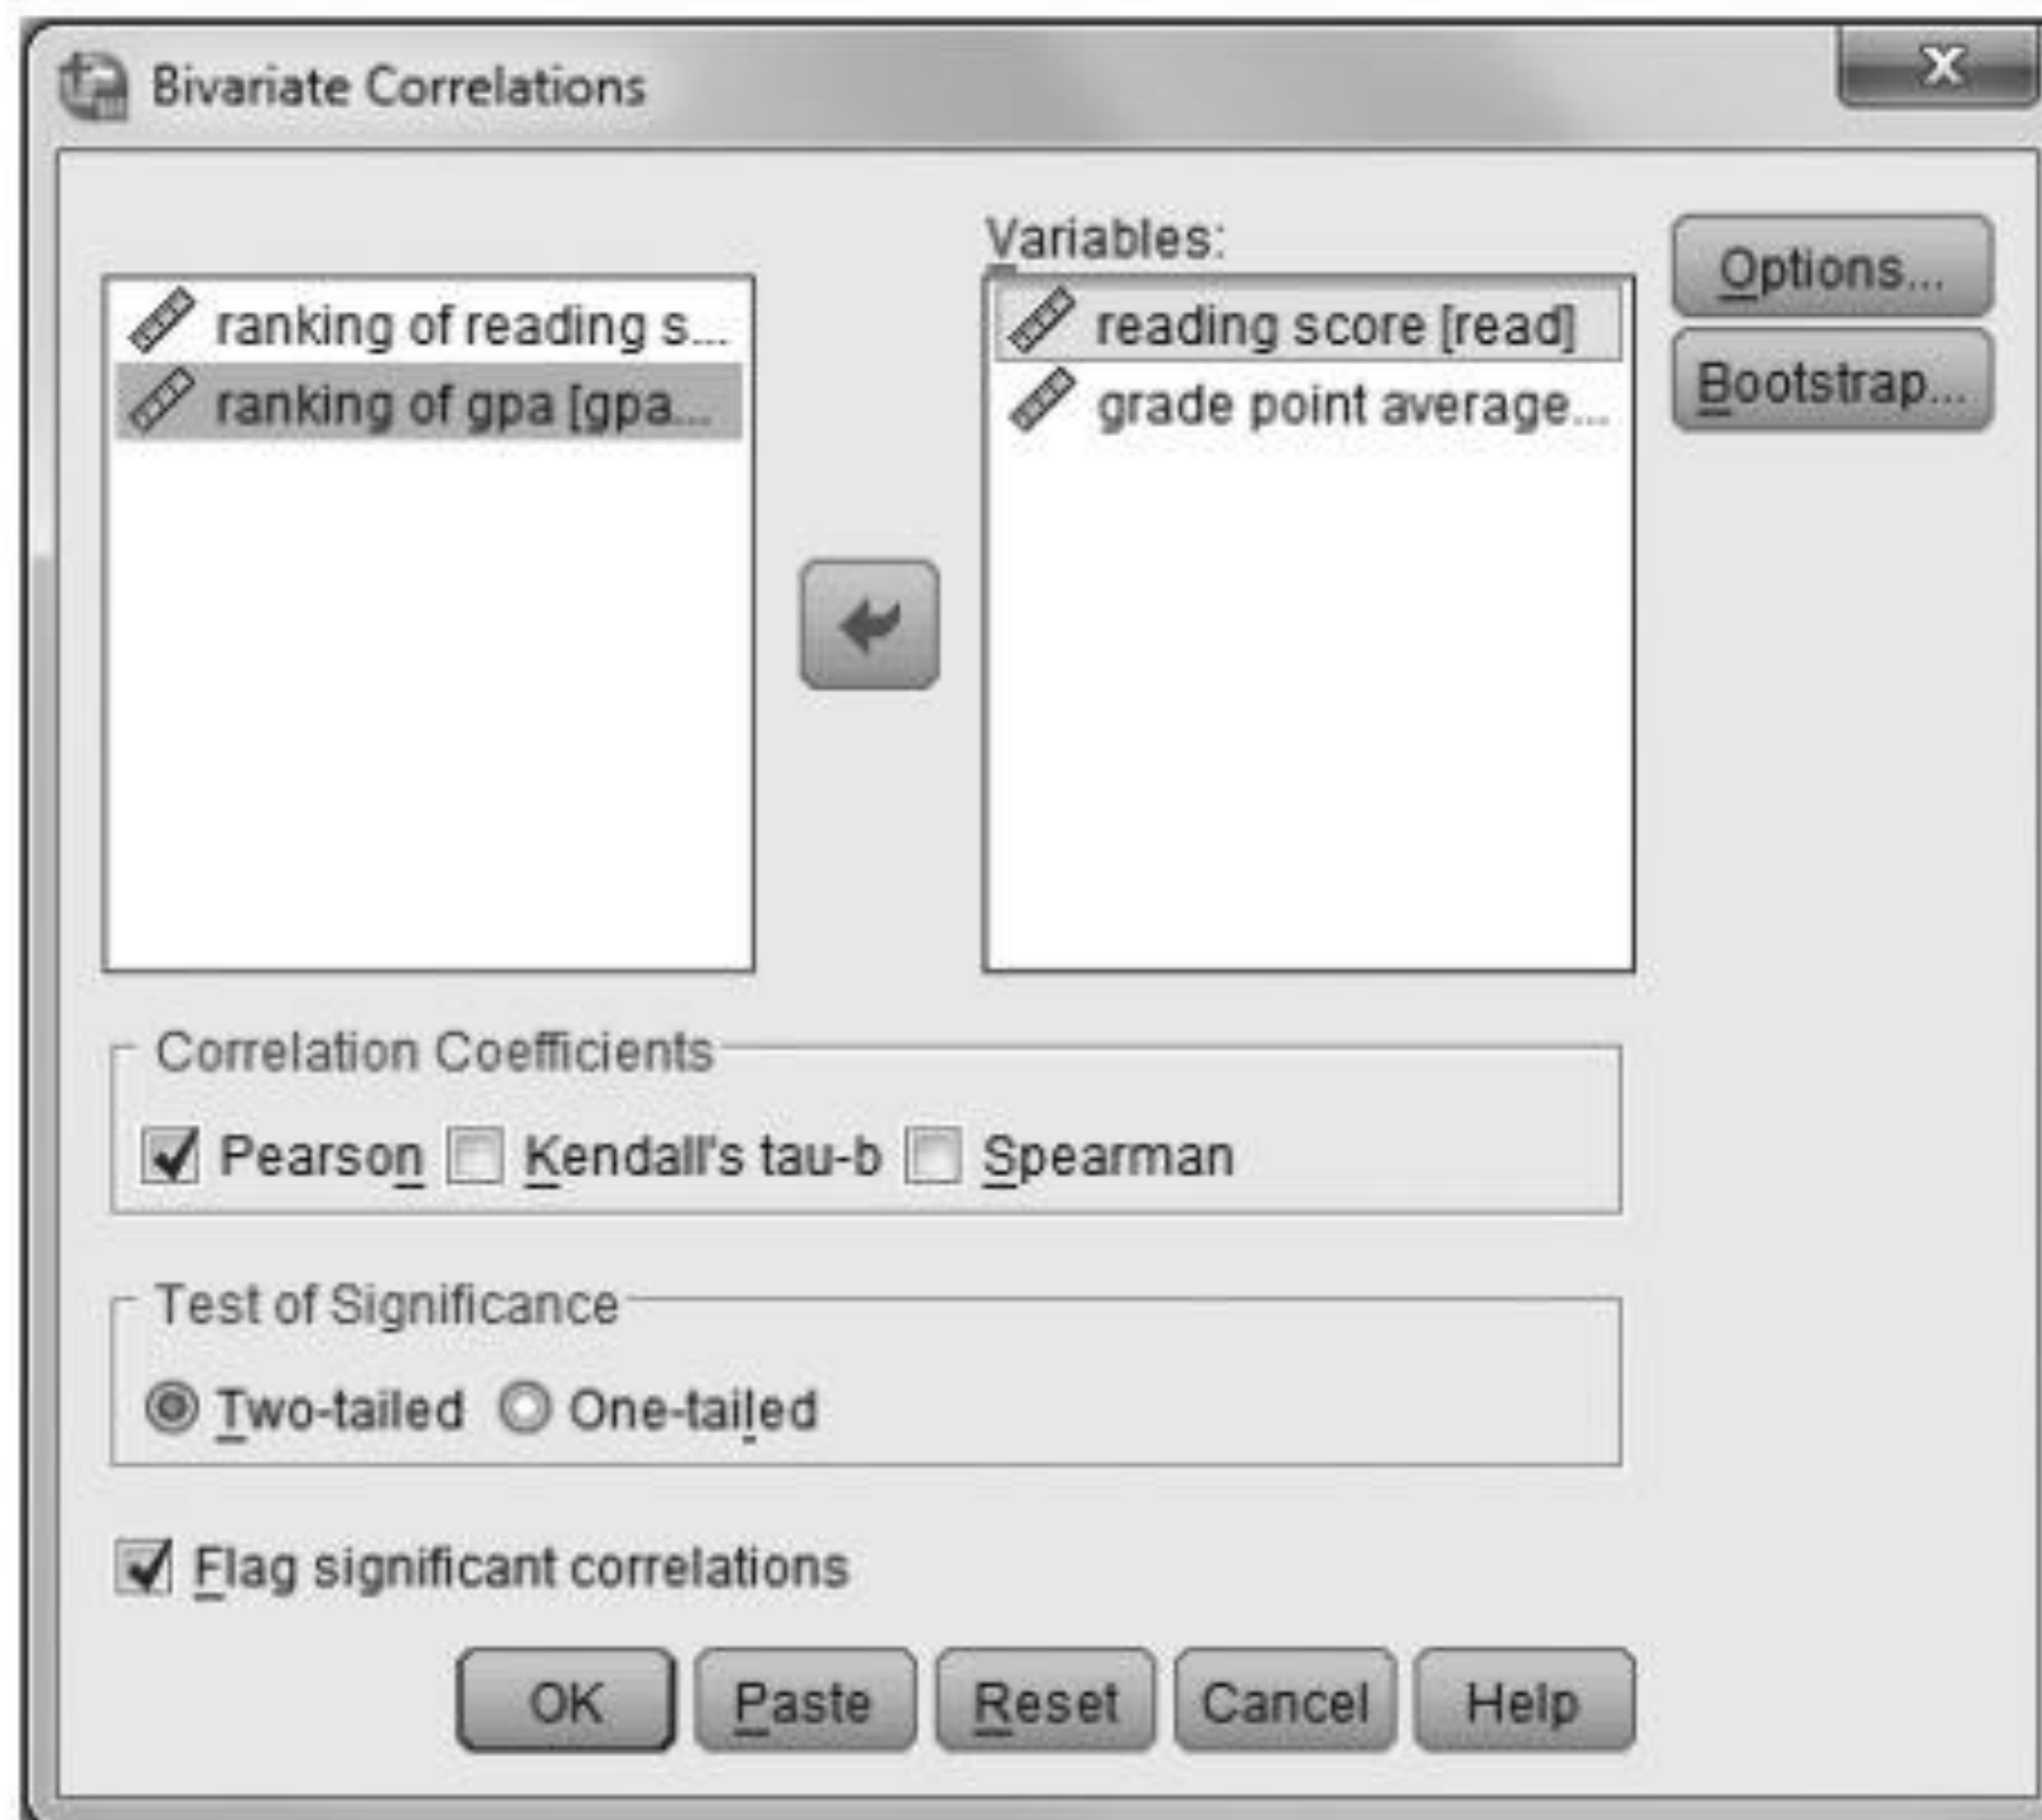 Bivariate Correlations
Variables:
ranking of reading s...
ranking of gpa [gpa...
reading score [read]
grade point average...
Options...
Bootstrap...
Correlation Coefficients
Pearson Kendall's tau-b Spearman
Test of Significance
Two-tailed One-tailed
Flag significant correlations
OK Paste Reset Cancel Help